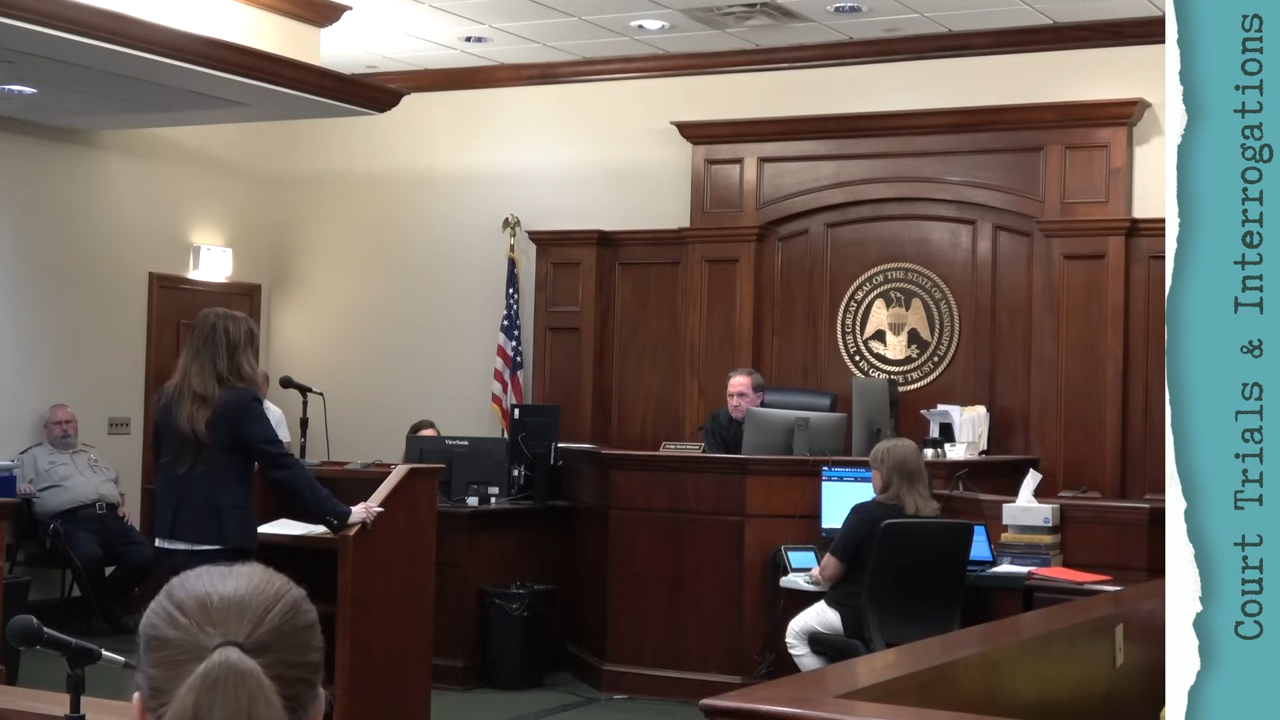 THE GREAT SEAL OF THE STATE OF MISSISSIPPI
IN GOD WE TRUST
ViewSonic
Court Trials & Interrogations